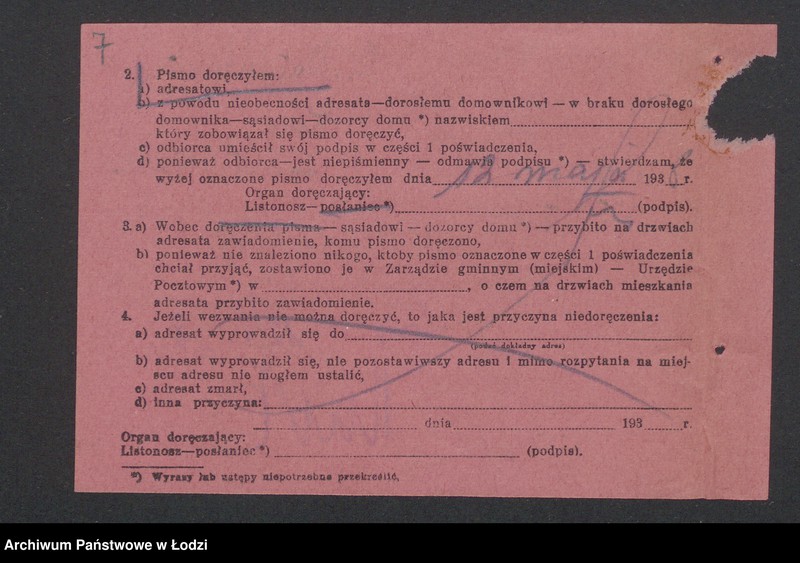 7
2. Pismo doręczyłem:
a) adresatowi,
b) z powodu nieobecności adresata—dorosłemu domownikowi — w braku dorosłego
domownika—sąsiadowi—dozorcy domu *) nazwiskiem
który zobowiązał się pismo doręczyć,
c) odbiorca umieścił swój podpis w części 1 poświadczenia,
d) ponieważ odbiorca—jest niepiśmienny — odmawia podpisu *) — stwierdzam, że
wyżej oznaczone pismo doręczyłem dnia 12 maja 193 r.
Organ doręczający:
Listonosz—posłaniec *) (podpis).
3. a) Wobec doręczenia pisma — sąsiadowi — dozorcy domu *) — przybito na drzwiach
adresata zawiadomienie, komu pismo doręczono,
b) ponieważ nie znaleziono nikogo, ktoby pismo oznaczone w części 1 poświadczenia
chciał przyjąć, zostawiono je w Zarządzie gminnym (miejskim) — Urzędzie
Pocztowym *) w , o czem na drzwiach mieszkania
adresata przybito zawiadomienie.
4. Jeżeli wezwania nie można doręczyć, to jaka jest przyczyna niedoręczenia:
a) adresat wyprowadził się do
(podać dokładny adres)
b) adresat wyprowadził się, nie pozostawiwszy adresu i mimo rozpytania na miej-
scu adresu nie mogłem ustalić,
c) adresat zmarł,
d) inna przyczyna:
dnia 193 r.
Organ doręczający:
Listonosz—posłaniec *) (podpis).
*) Wyrazy lub ustępy niepotrzebne przekreślić.
Archiwum Państwowe w Łodzi